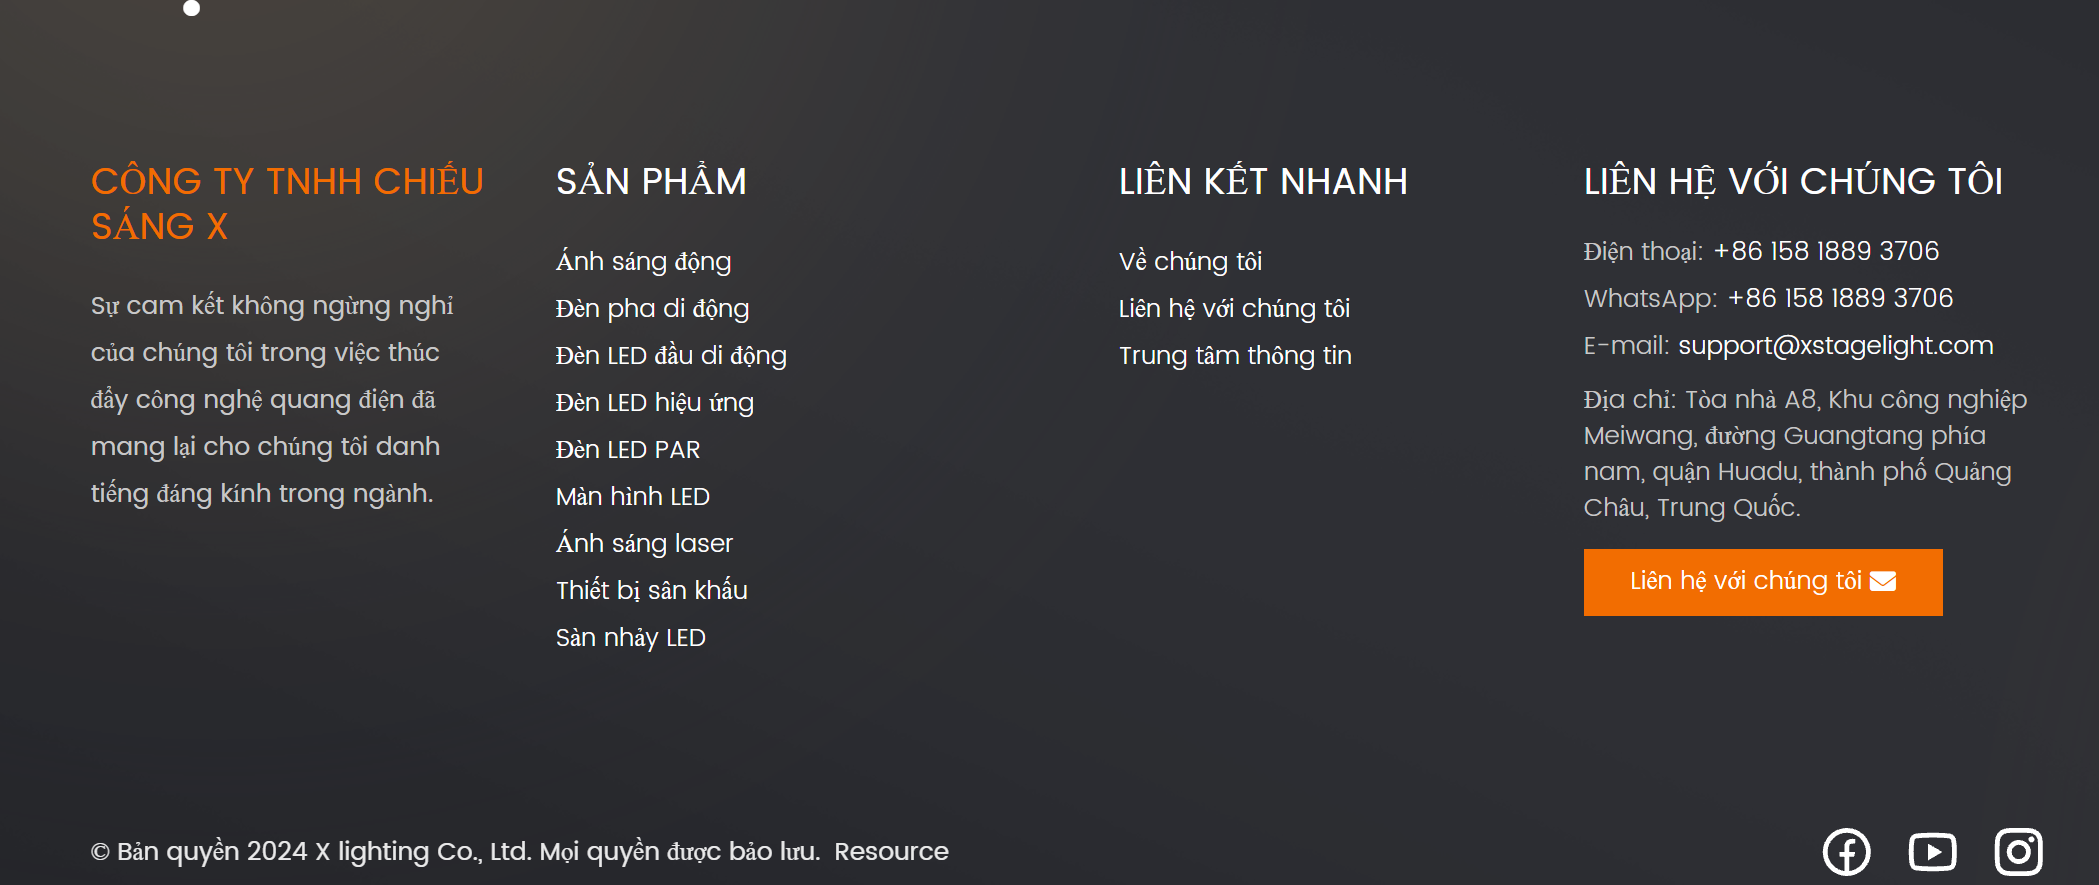 CÔNG TY TNHH CHIẾU
SÁNG X
Sự cam kết không ngừng nghỉ
của chúng tôi trong việc thúc
đẩy công nghệ quang điện đã
mang lại cho chúng tôi danh
tiếng đáng kính trong ngành.
SẢN PHẨM
Ánh sáng động
Đèn pha di động
Đèn LED đầu di động
Đèn LED hiệu ứng
Đèn LED PAR
Màn hình LED
Ánh sáng laser
Thiết bị sân khấu
Sàn nhảy LED
LIÊN KẾT NHANH
Về chúng tôi
Liên hệ với chúng tôi
Trung tâm thông tin
LIÊN HỆ VỚI CHÚNG TÔI
Điện thoại: +86 158 1889 3706
WhatsApp: +86 158 1889 3706
E-mail: support@xstagelight.com
Địa chỉ: Tòa nhà A8, Khu công nghiệp
Meiwang, đường Guangtang phía
nam, quận Huadu, thành phố Quảng
Châu, Trung Quốc.
Liên hệ với chúng tôi
© Bản quyền 2024 X lighting Co., Ltd. Mọi quyền được bảo lưu. Resource